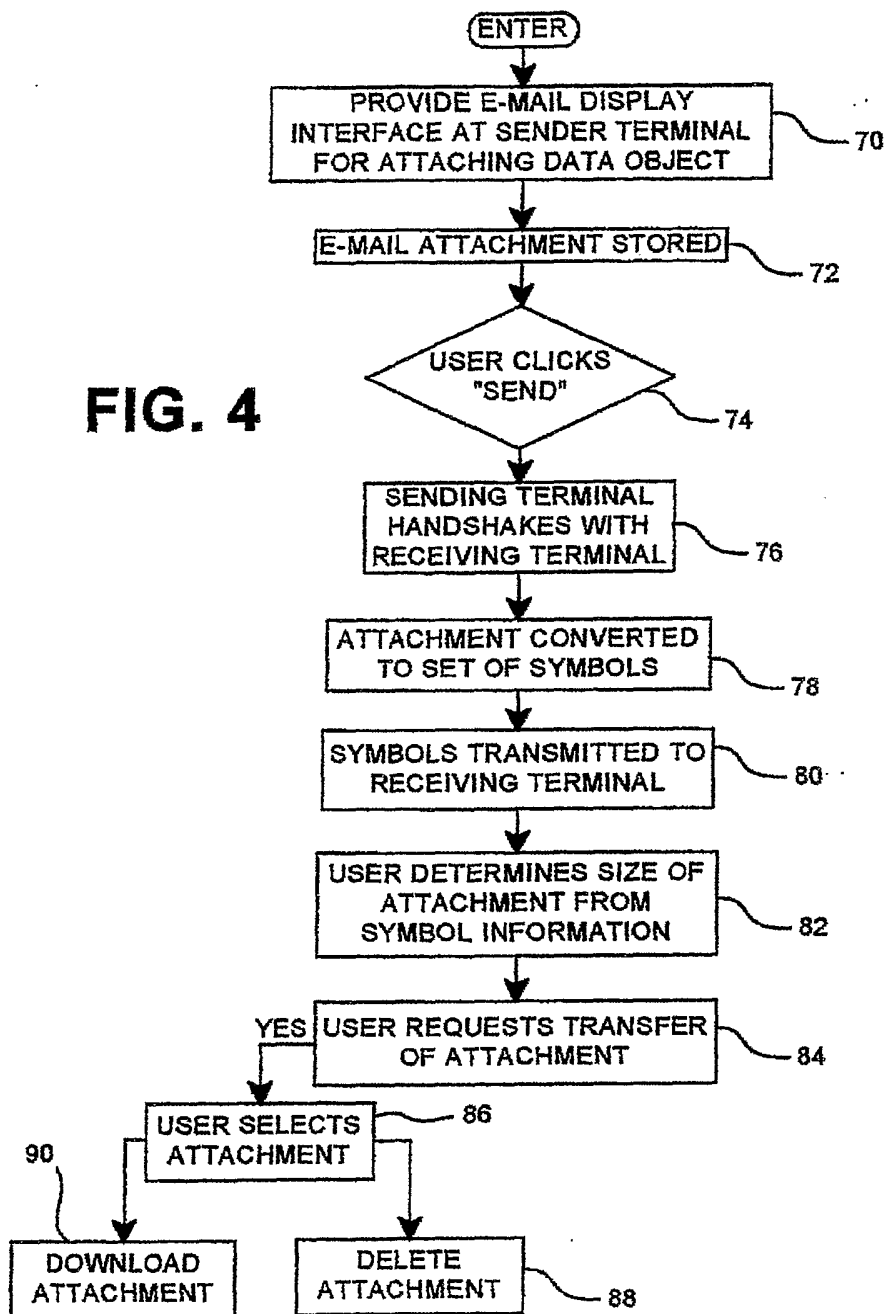 ENTER
PROVIDE E-MAIL DISPLAY
INTERFACE AT SENDER TERMINAL
FOR ATTACHING DATA OBJECT
70
E-MAIL ATTACHMENT STORED
72
USER CLICKS
"SEND"
74
FIG. 4
SENDING TERMINAL
HANDSHAKES WITH
RECEIVING TERMINAL
76
ATTACHMENT CONVERTED
TO SET OF SYMBOLS
78
SYMBOLS TRANSMITTED TO
RECEIVING TERMINAL
80
USER DETERMINES SIZE OF
ATTACHMENT FROM
SYMBOL INFORMATION
82
YES
USER REQUESTS TRANSFER
OF ATTACHMENT
84
USER SELECTS
ATTACHMENT
86
90
DOWNLOAD
ATTACHMENT
DELETE
ATTACHMENT
88